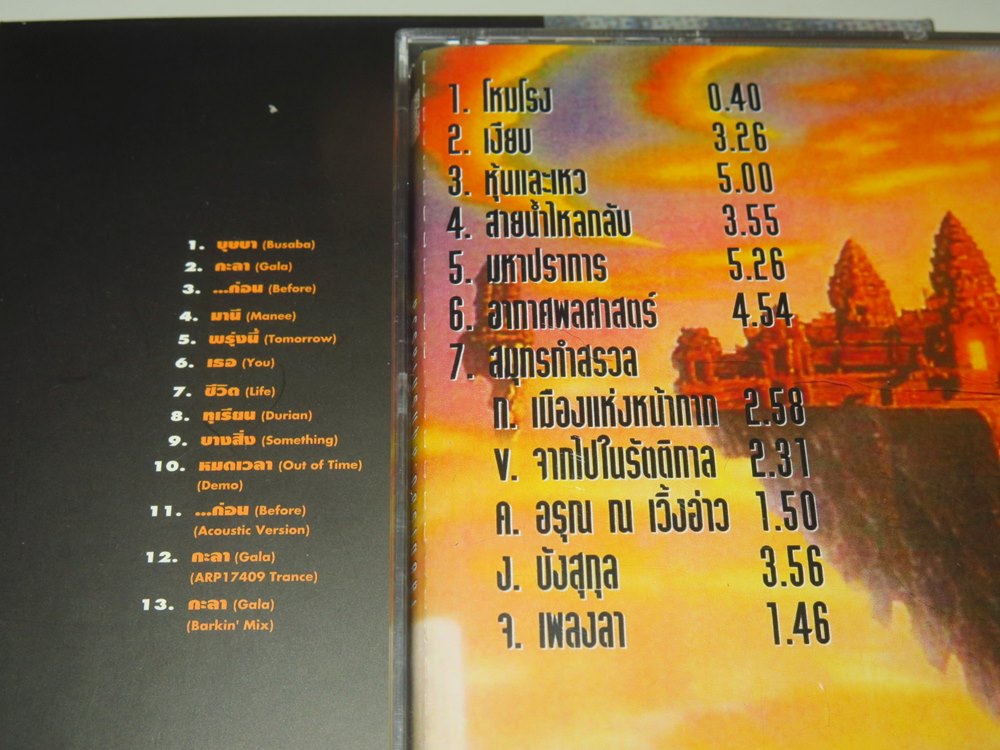 1. บุษบา (Busaba)
2. กะลา (Gala)
3. ...ก่อน (Before)
4. มานี (Manee)
5. พรุ่งนี้ (Tomorrow)
6. เธอ (You)
7. ชีวิต (Life)
8. ทุเรียน (Durian)
9. บางสิ่ง (Something)
10. หมดเวลา (Out of Time)
(Demo)
11. ...ก่อน (Before)
(Acoustic Version)
12. กะลา (Gala)
(ARP17409 Trance)
13. กะลา (Gala)
(Barkin' Mix)
1. โหมโรง 0.40
2. เงียบ 3.26
3. หุ้นและเหว 5.00
4. สายน้ำไหลกลับ 3.55
5. มหาปราการ 5.26
6. อากาศพลศาสตร์ 4.54
7. สมุทรกำสรวล
ก. เมืองแห่งหน้ากาก 2.58
ข. จากไปในรัตติกาล 2.31
ค. อรุณ ณ เวิ้งอ่าว 1.50
ง. บังสุกุล 3.56
จ. เพลงลา 1.46